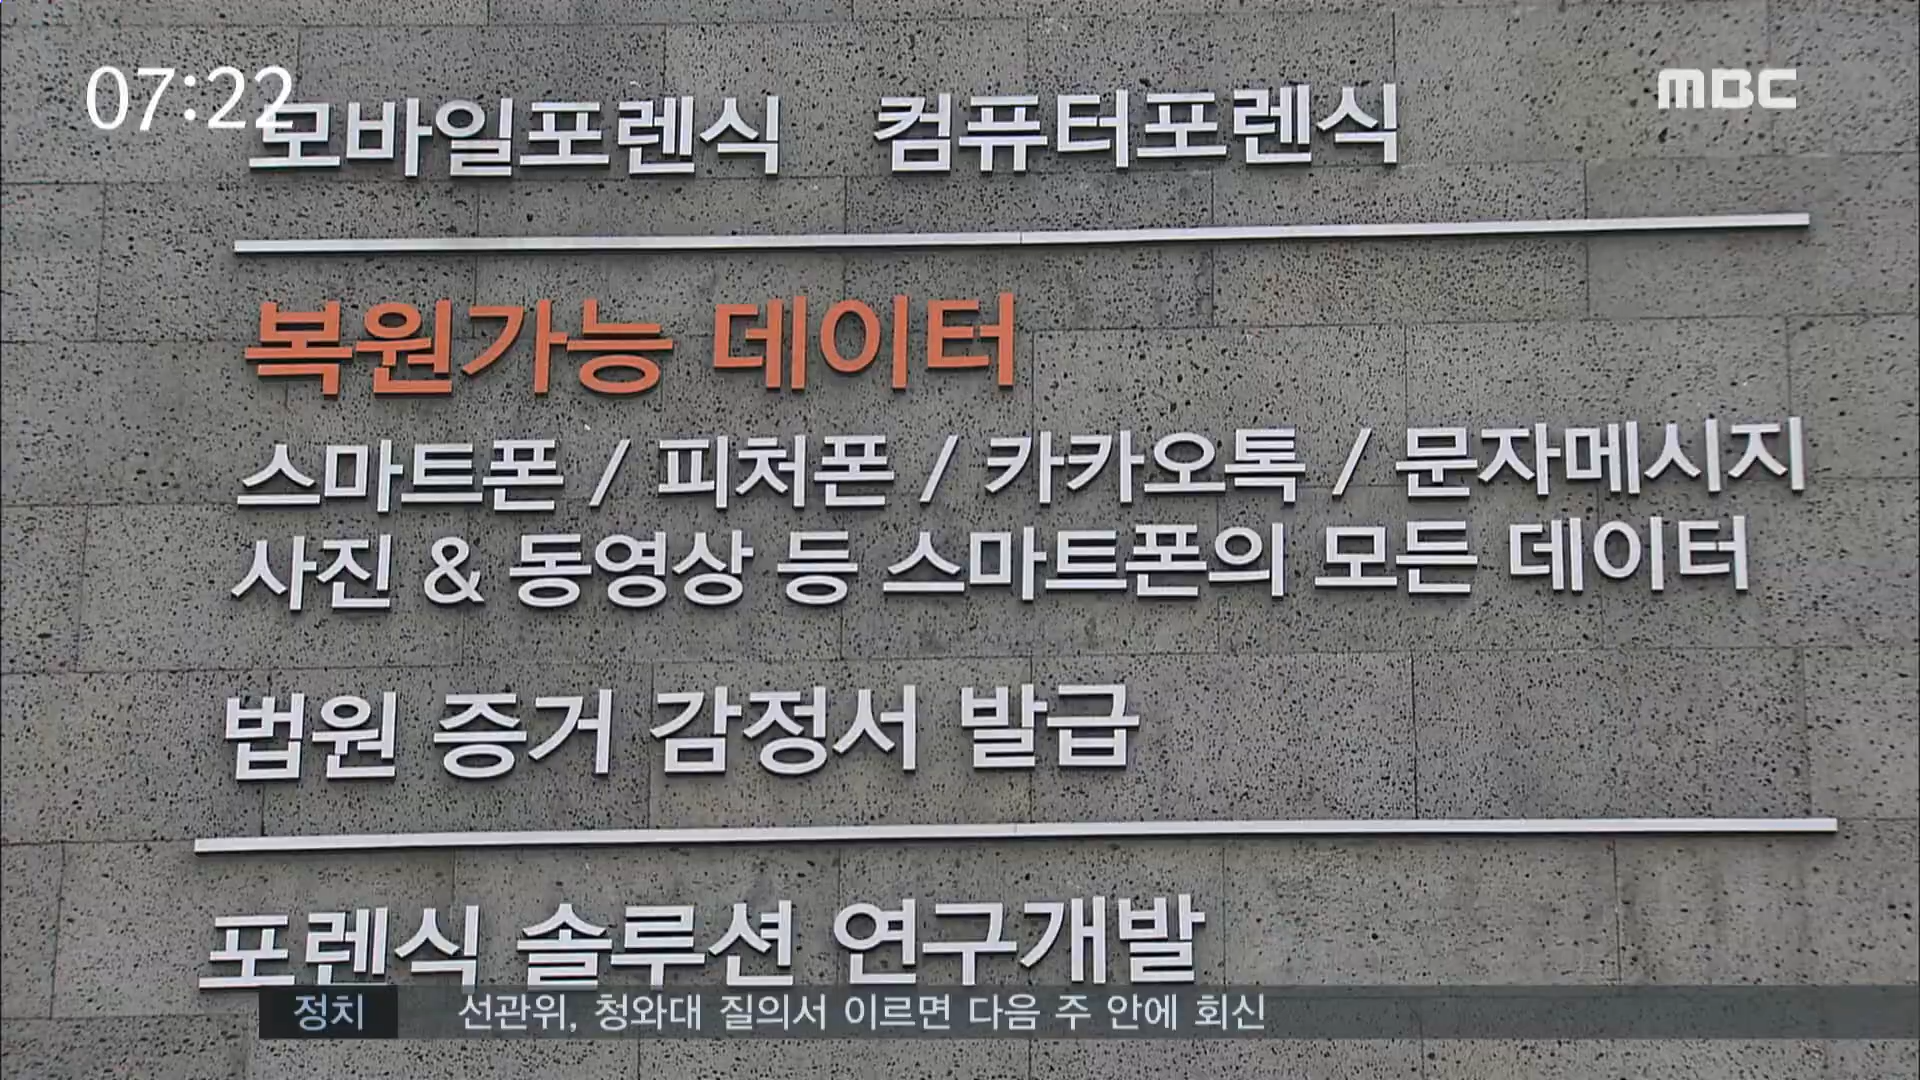 07:22
MBC
모바일포렌식 컴퓨터포렌식
복원가능 데이터
스마트폰 / 피처폰 / 카카오톡 / 문자메시지
사진 & 동영상 등 스마트폰의 모든 데이터
법원 증거 감정서 발급
포렌식 솔루션 연구개발
정치 선관위, 청와대 질의서 이르면 다음 주 안에 회신